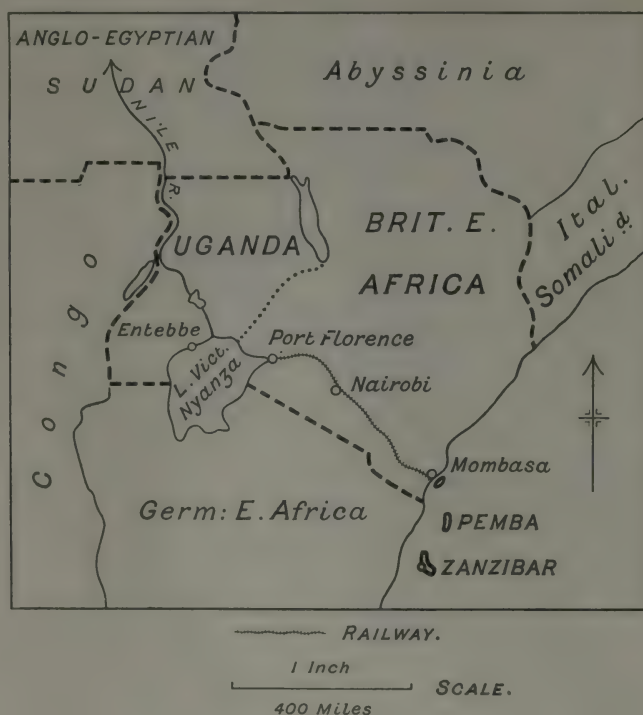 ANGLO-EGYPTIAN
SUDAN
Abyssinia
NILE R.
UGANDA
BRIT. E.
AFRICA
Ital.
Somali d.
Congo
Entebbe
L. Vict.
Nyanza
Port Florence
Nairobi
Mombasa
Germ: E. Africa
PEMBA
ZANZIBAR
RAILWAY.
1 Inch
SCALE.
400 Miles